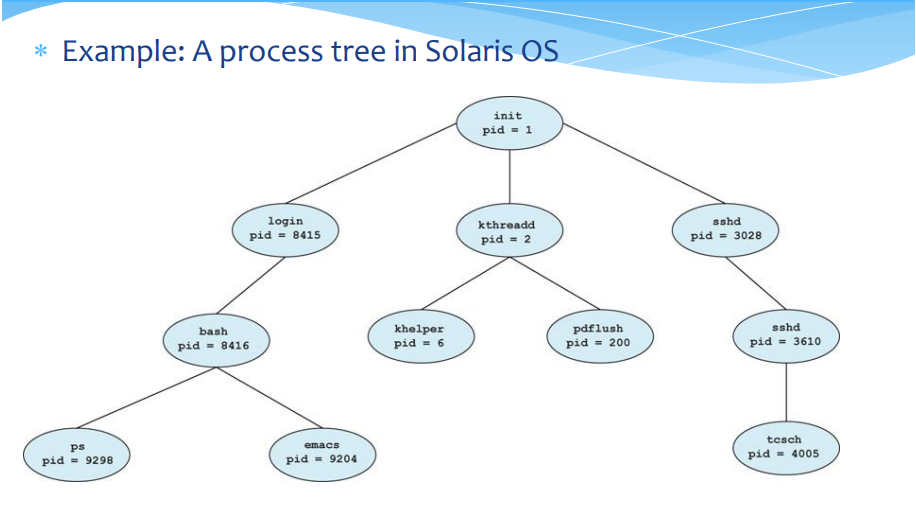 * Example: A process tree in Solaris OS
init
pid = 1
login
pid = 8415
kthreadd
pid = 2
sshd
pid = 3028
bash
pid = 8416
khelper
pid = 6
pdflush
pid = 200
sshd
pid = 3610
ps
pid = 9298
emacs
pid = 9204
tcsch
pid = 4005